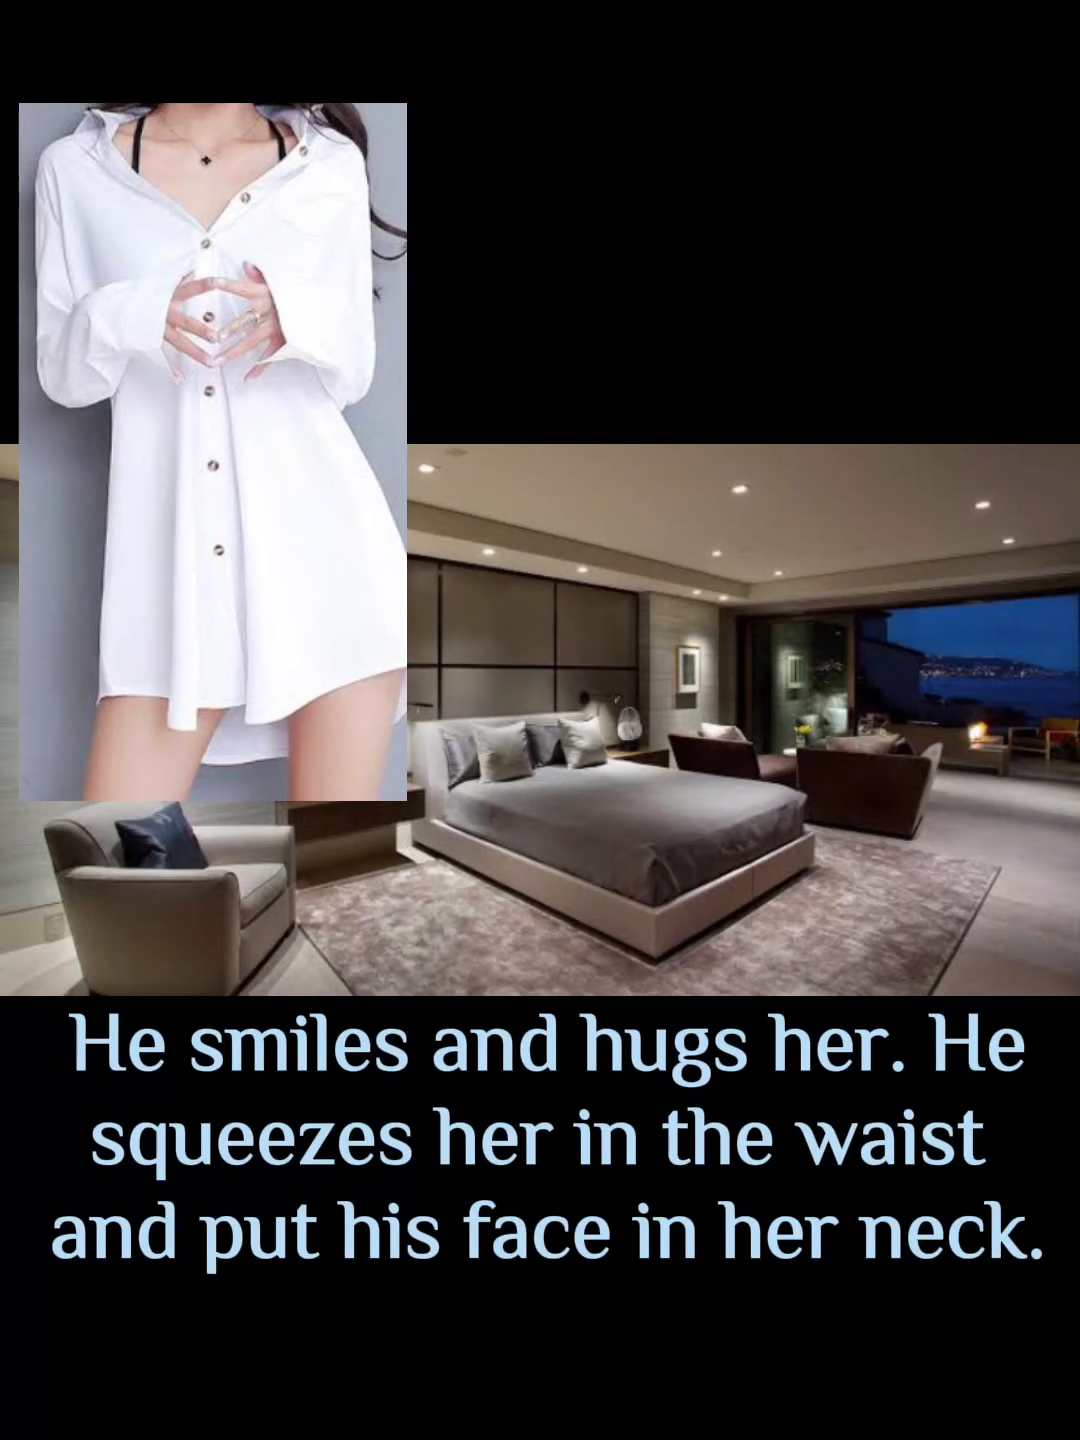 He smiles and hugs her. He
squeezes her in the waist
and put his face in her neck.